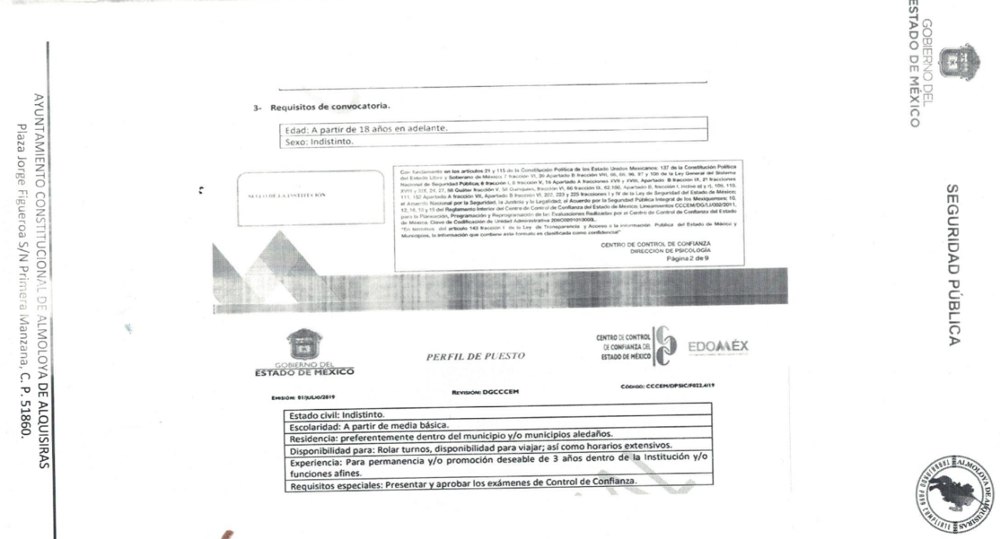 GOBIERNO DEL
ESTADO DE MÉXICO
SEGURIDAD PÚBLICA
3- Requisitos de convocatoria.
Edad: A partir de 18 años en adelante.
Sexo: Indistinto.
SELLO DE LA INSTITUCIÓN
Con fundamento en los artículos 21 y 115 de la Constitución Política de los Estado Unidos Mexicanos; 137 de la Constitución Política
del Estado Libre y Soberano de México 7 fracción VI, 39 Apartado B fracción VIII, 65, 66, 96, 97 y 108 de la Ley General del Sistema
Nacional de Seguridad Pública; 6 fracción I, 8 fracción V, 16 Apartado A fracciones XVII y XVIII, Apartado B fracción IX, 21 fracciones
XVIII y XIX, 24, 27, 58 Quáter fracción V, 58 Quinquies, fracción VI, 60 fracción IX, 62,100, Apartado B, fracción I, inciso e) y r), 109, 110,
111, 152 Apartado A fracción VII, Apartado B fracción VI, 222, 223 y 225 fracciones I y IV de la Ley de Seguridad del Estado de México;
el Acuerdo Nacional por la Seguridad, la Justicia y la Legalidad; el Acuerdo por la Seguridad Pública Integral de los Mexiquenses; 10,
12, 16, 18 y 19 del Reglamento Interior del Centro de Control de Confianza del Estado de México; Lineamientos CCCEM/DG/LI/002/2011,
para la Planeación, Programación y Reprogramación de las Evaluaciones Realizadas por el Centro de Control de Confianza del Estado
de México. Clave de Codificación de Unidad Administrativa
"En términos del artículo 143 fracción I de la Ley de Transparencia y Acceso a la información Publica del Estado de México y
Municipios, la información que contiene este formato es clasificada como confidencial"
CENTRO DE CONTROL DE CONFIANZA
DIRECCIÓN DE PSICOLOGÍA
Página 2 de 9
GOBIERNO DEL
ESTADO DE MÉXICO
PERFIL DE PUESTO
CENTRO DE CONTROL
DE CONFIANZA DEL
ESTADO DE MÉXICO
EDOMÉX
EMISIÓN: 01/JULIO/2019
REVISIÓN: DGCCCEM
CÓDIGO: CCCEM/DPSIC/F022.4/19
Estado civil: Indistinto.
Escolaridad: A partir de media básica.
Residencia: preferentemente dentro del municipio y/o municipios aledaños.
Disponibilidad para: Rolar turnos, disponibilidad para viajar; así como horarios extensivos.
Experiencia: Para permanencia y/o promoción deseable de 3 años dentro de la Institución y/o
funciones afines.
Requisitos especiales: Presentar y aprobar los exámenes de Control de Confianza.
ALMOLOYA DE ALQUISIRAS
TRABAJANDO PARA CUMPLIRTE
AYUNTAMIENTO CONSTITUCIONAL DE ALMOLOYA DE ALQUISIRAS
Plaza Jorge Figueroa S/N Primera Manzana, C. P. 51860.